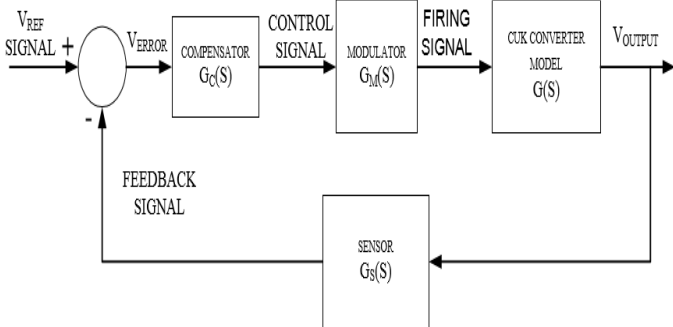 V_REF
SIGNAL
+
-
V_ERROR
COMPENSATOR
G_C(S)
CONTROL
SIGNAL
MODULATOR
G_M(S)
FIRING
SIGNAL
CUK CONVERTER
MODEL
G(S)
V_OUTPUT
FEEDBACK
SIGNAL
SENSOR
G_S(S)